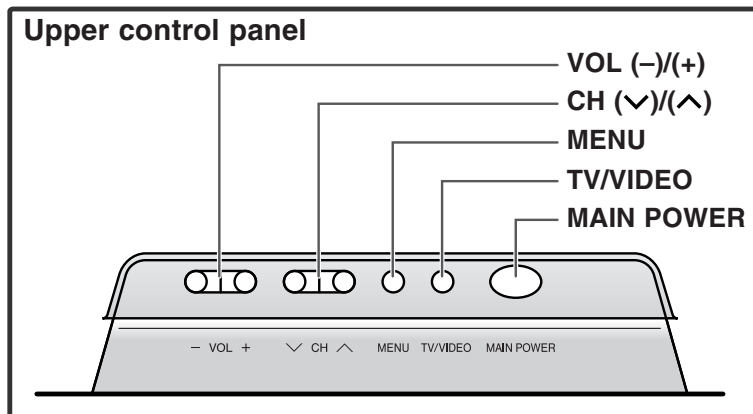 Upper control panel
VOL (–)/(+)
CH (∨)/(∧)
MENU
TV/VIDEO
MAIN POWER
– VOL + ∨ CH ∧ MENU TV/VIDEO MAIN POWER